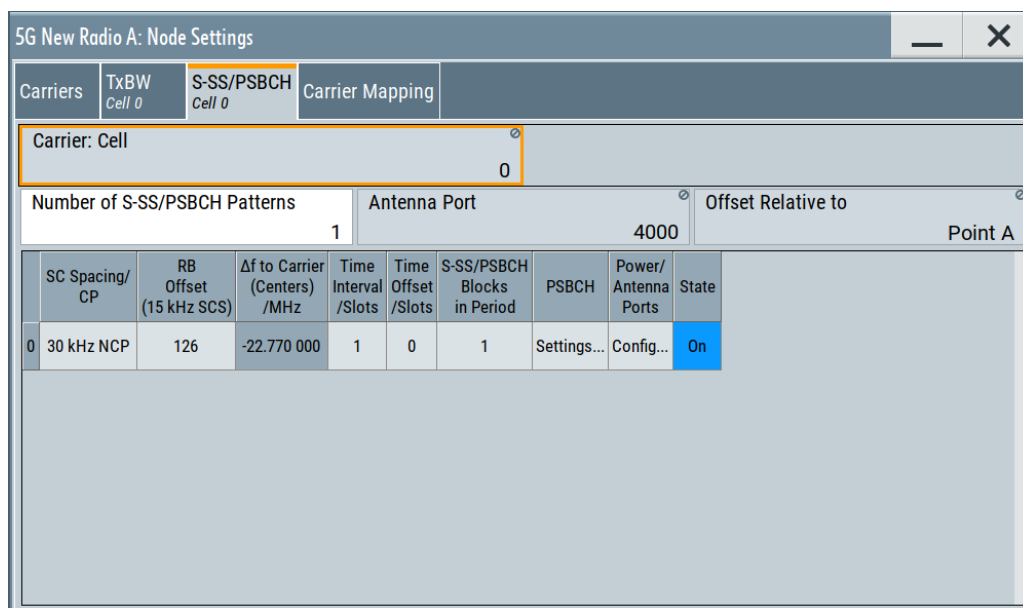 5G New Radio A: Node Settings
Carriers
TxBW
Cell 0
S-SS/PSBCH
Cell 0
Carrier Mapping
Carrier: Cell
0
Number of S-SS/PSBCH Patterns
1
Antenna Port
4000
Offset Relative to
Point A
SC Spacing/
CP
RB
Offset
(15 kHz SCS)
Δf to Carrier
(Centers)
/MHz
Time
Interval
/Slots
Time
Offset
/Slots
S-SS/PSBCH
Blocks
in Period
PSBCH
Power/
Antenna
Ports
State
0 30 kHz NCP 126 -22.770 000 1 0 1 Settings... Config... On